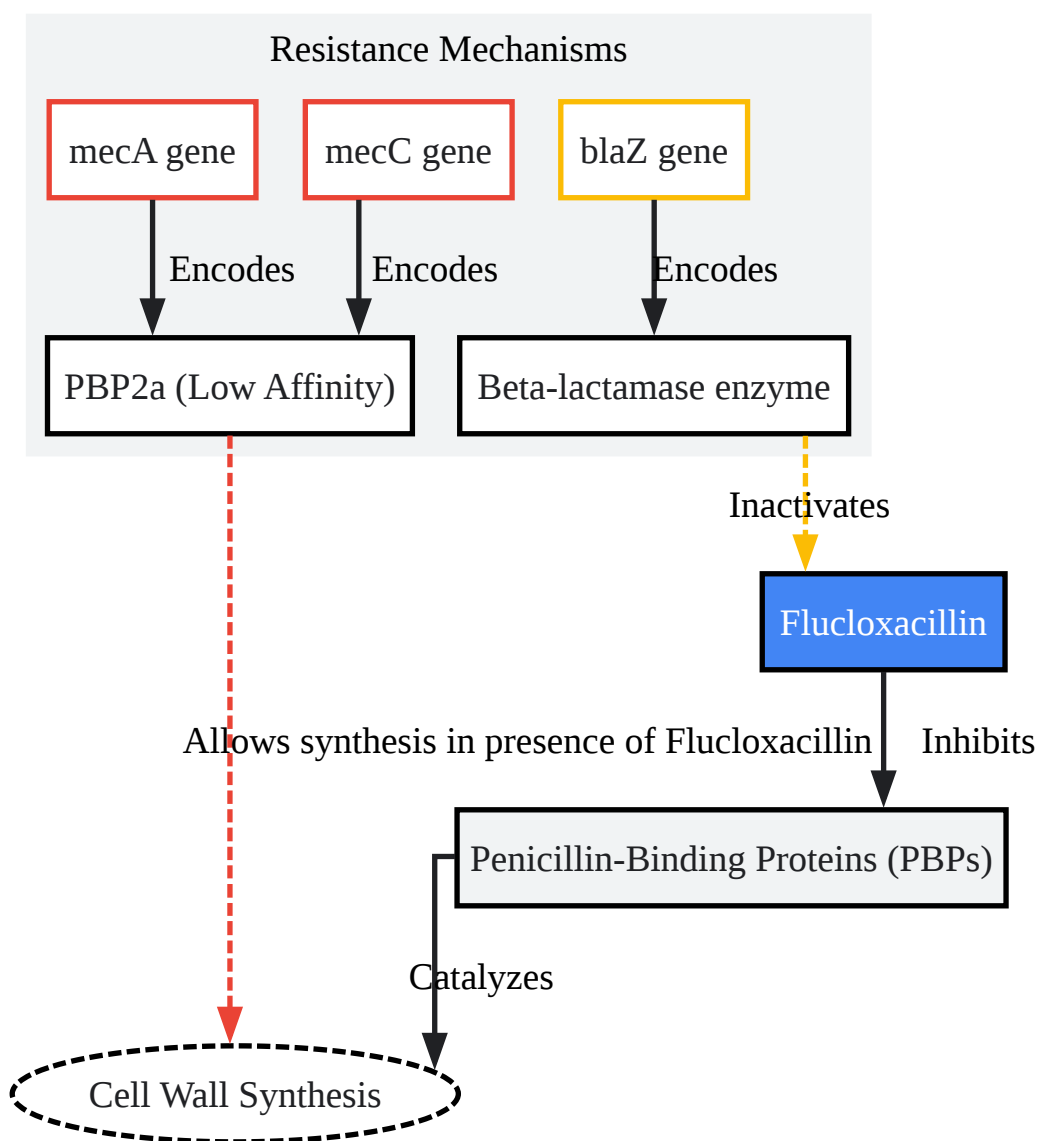 Resistance Mechanisms
mecA gene
mecC gene
blaZ gene
Encodes
Encodes
Encodes
PBP2a (Low Affinity)
Beta-lactamase enzyme
Inactivates
Flucloxacillin
Allows synthesis in presence of Flucloxacillin
Inhibits
Penicillin-Binding Proteins (PBPs)
Catalyzes
Cell Wall Synthesis